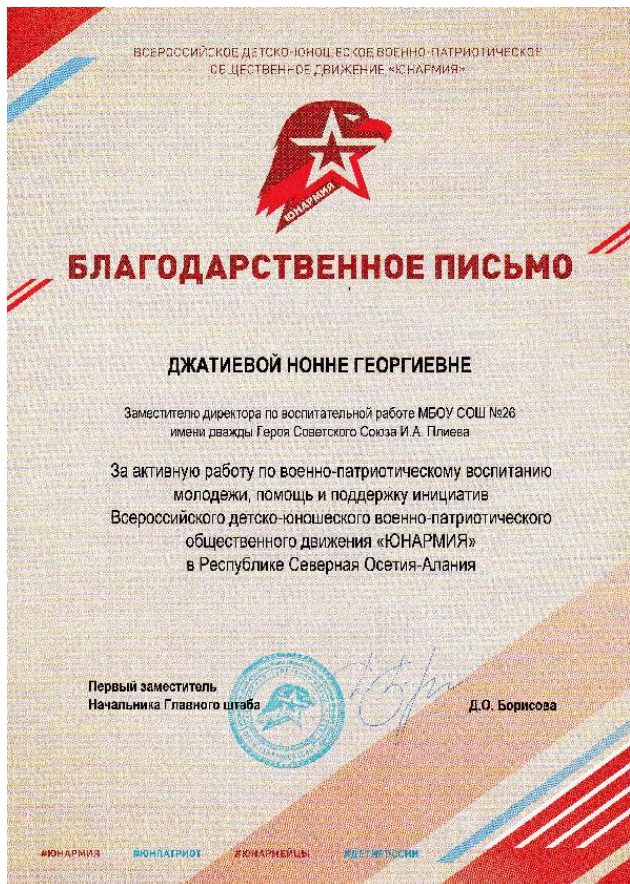 ВСЕРОССИЙСКОЕ ДЕТСКО-ЮНОШЕСКОЕ ВОЕННО-ПАТРИОТИЧЕСКОЕ
ОБЩЕСТВЕННОЕ ДВИЖЕНИЕ «ЮНАРМИЯ»
ЮНАРМИЯ
БЛАГОДАРСТВЕННОЕ ПИСЬМО
ДЖАТИЕВОЙ НОННЕ ГЕОРГИЕВНЕ
Заместителю директора по воспитательной работе МБОУ СОШ №26
имени дважды Героя Советского Союза И.А. Плиева
За активную работу по военно-патриотическому воспитанию
молодежи, помощь и поддержку инициатив
Всероссийского детско-юношеского военно-патриотического
общественного движения «ЮНАРМИЯ»
в Республике Северная Осетия-Алания
Первый заместитель
Начальника Главного штаба
Д.О. Борисова
#ЮНАРМИЯ #ЮНПАТРИОТ #ЮНАРМЕЙЦЫ #ДЕТИРОССИИ